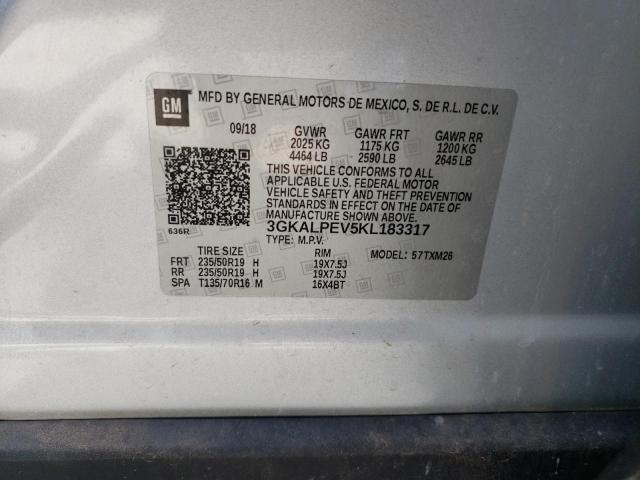 GM MFD BY GENERAL MOTORS DE MEXICO, S. DE R.L. DE C.V.
09/18 GVWR GAWR FRT GAWR RR
2025 KG 1175 KG 1200 KG
4464 LB 2590 LB 2645 LB
THIS VEHICLE CONFORMS TO ALL
APPLICABLE U.S. FEDERAL MOTOR
VEHICLE SAFETY AND THEFT PREVENTION
STANDARDS IN EFFECT ON THE DATE OF
MANUFACTURE SHOWN ABOVE.
636R 3GKALPEV5KL183317
TYPE: M.P.V. MODEL: 57TXM26
TIRE SIZE RIM
FRT 235/50R19 H 19X7.5J
RR 235/50R19 H 19X7.5J
SPA T135/70R16 M 16X4BT